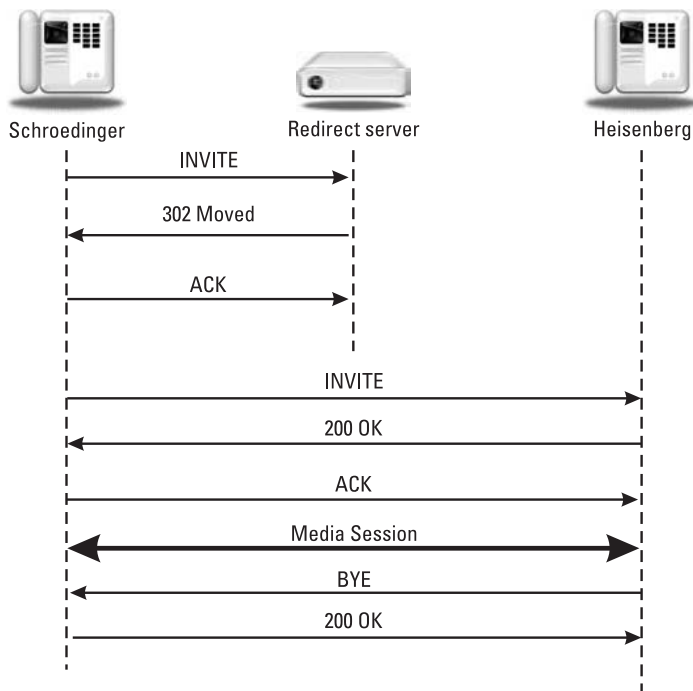 Schroedinger
Redirect server
Heisenberg
INVITE
302 Moved
ACK
INVITE
200 OK
ACK
Media Session
BYE
200 OK